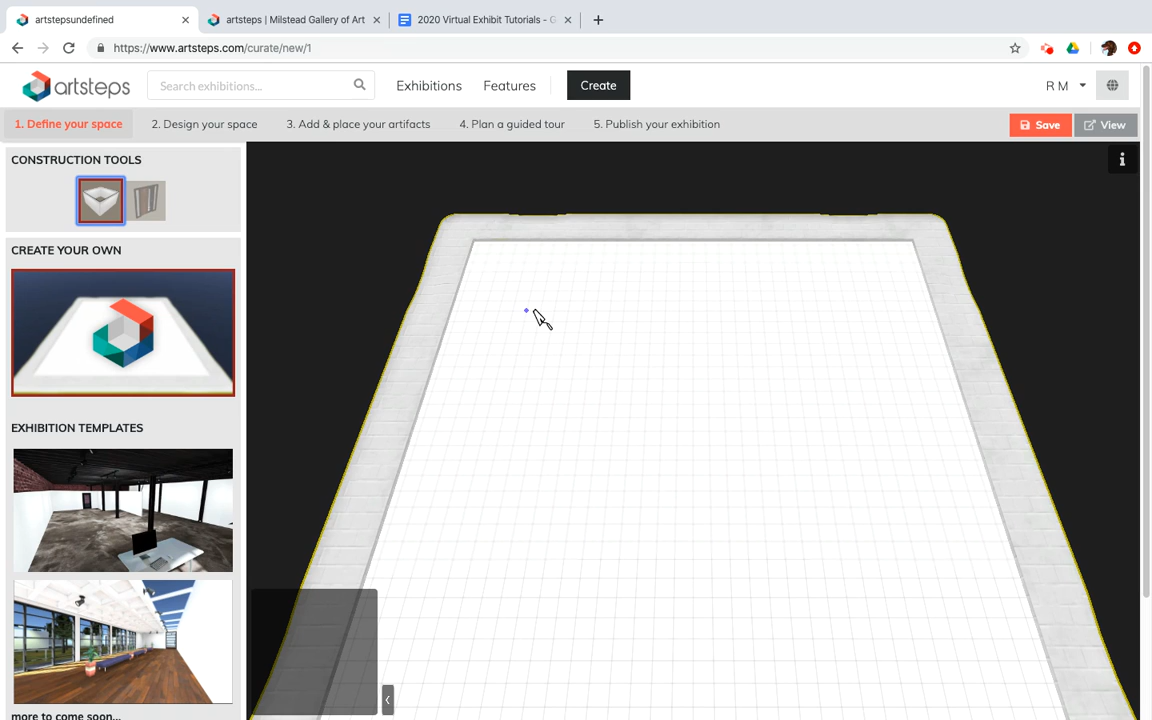 artstepsundefined
artsteps | Milstead Gallery of Art
2020 Virtual Exhibit Tutorials - G
https://www.artsteps.com/curate/new/1
artsteps
Search exhibitions...
Exhibitions
Features
Create
R M
1. Define your space
2. Design your space
3. Add & place your artifacts
4. Plan a guided tour
5. Publish your exhibition
Save
View
CONSTRUCTION TOOLS
CREATE YOUR OWN
EXHIBITION TEMPLATES
more to come soon...